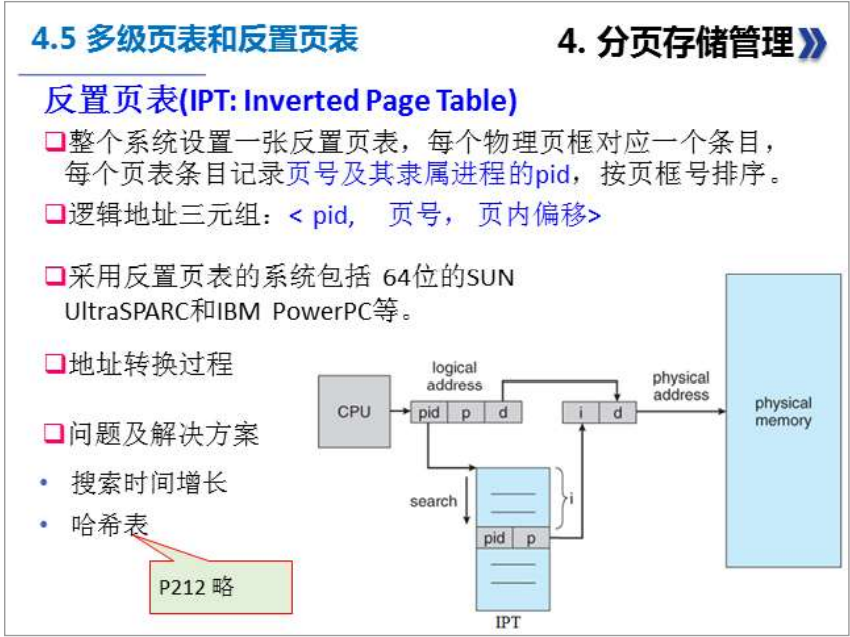 4.5 多级页表和反置页表
4. 分页存储管理
反置页表(IPT: Inverted Page Table)
整个系统设置一张反置页表，每个物理页框对应一个条目，
每个页表条目记录页号及其隶属进程的pid，按页框号排序。
逻辑地址三元组：< pid, 页号， 页内偏移>
采用反置页表的系统包括 64位的SUN
UltraSPARC和IBM PowerPC等。
地址转换过程
问题及解决方案
• 搜索时间增长
• 哈希表
P212 略
logical
address
physical
address
CPU
pid p d
i d
physical
memory
search
i
pid p
IPT